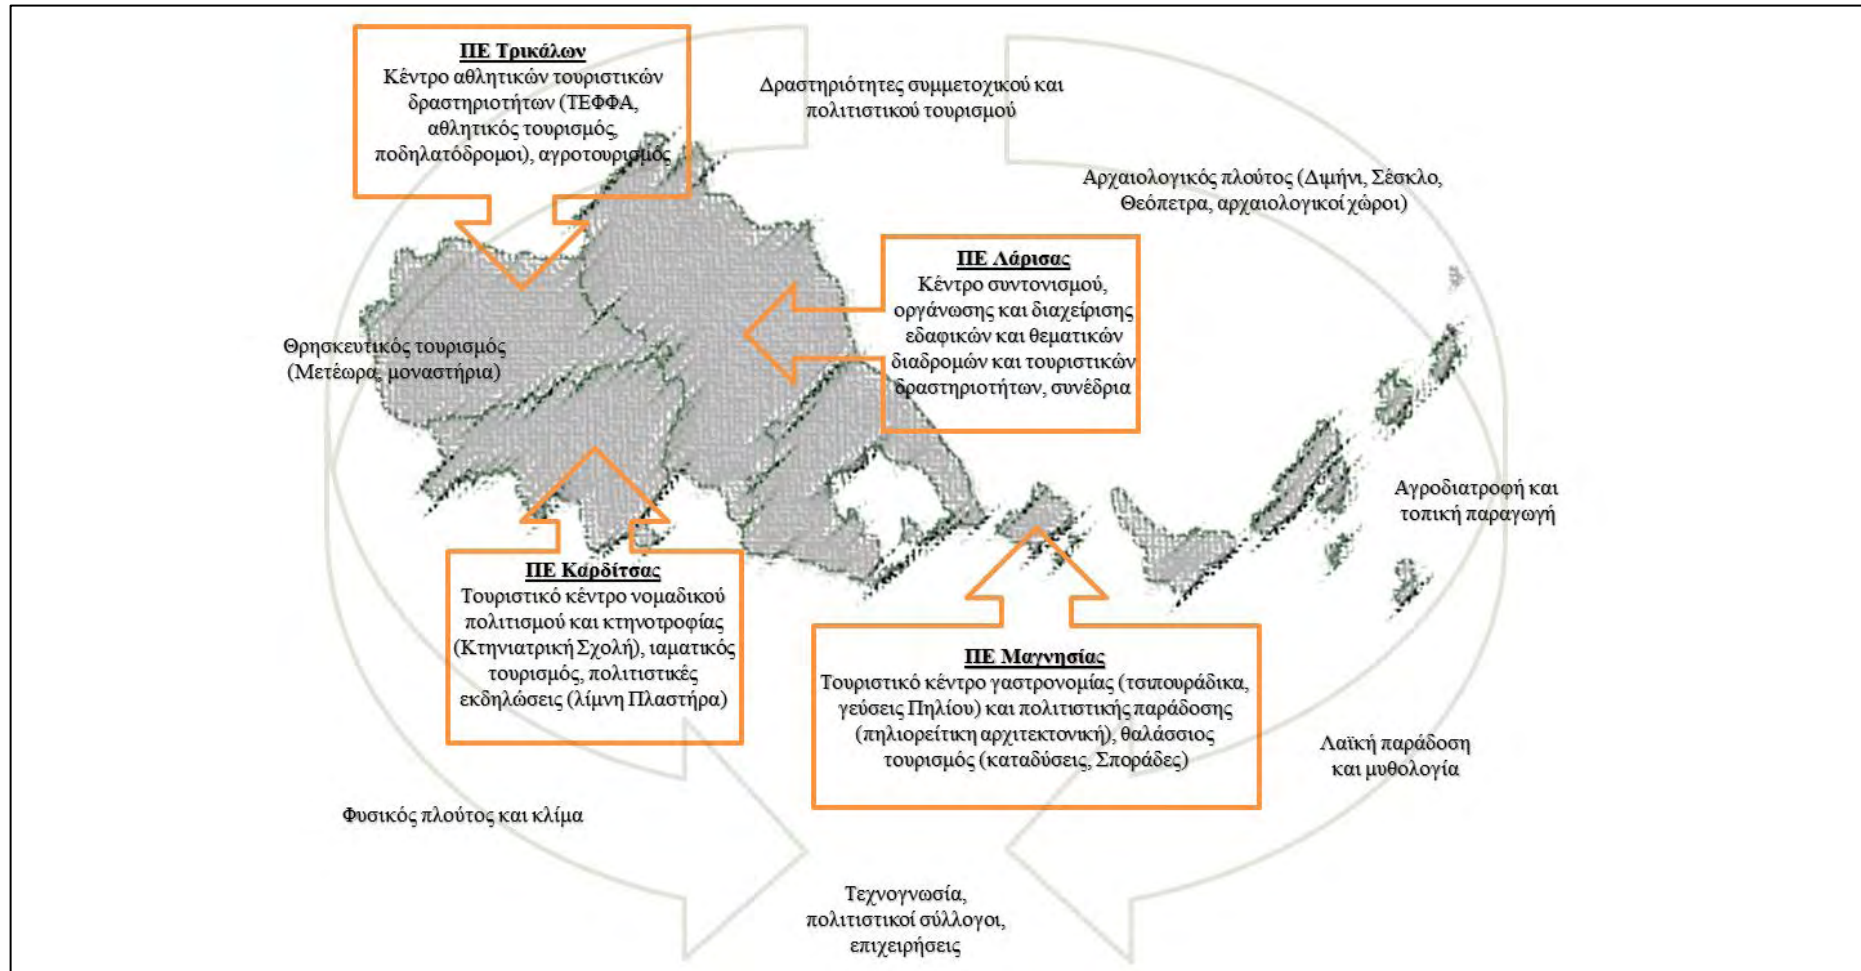 ΠΕ Τρικάλων
Κέντρο αθλητικών τουριστικών
δραστηριοτήτων (ΤΕΦΦΑ,
αθλητικός τουρισμός,
ποδηλατόδρομοι), αγροτουρισμός
Δραστηριότητες συμμετοχικού και
πολιτιστικού τουρισμού
Αρχαιολογικός πλούτος (Διμήνι, Σέσκλο,
Θεόπετρα, αρχαιολογικοί χώροι)
ΠΕ Λάρισας
Κέντρο συντονισμού,
οργάνωσης και διαχείρισης
εδαφικών και θεματικών
διαδρομών και τουριστικών
δραστηριοτήτων, συνέδρια
Θρησκευτικός τουρισμός
(Μετέωρα, μοναστήρια)
Αγροδιατροφή και
τοπική παραγωγή
ΠΕ Καρδίτσας
Τουριστικό κέντρο νομαδικού
πολιτισμού και κτηνοτροφίας
(Κτηνιατρική Σχολή), ιαματικός
τουρισμός, πολιτιστικές
εκδηλώσεις (λίμνη Πλαστήρα)
ΠΕ Μαγνησίας
Τουριστικό κέντρο γαστρονομίας (τσιπουράδικα,
γεύσεις Πηλίου) και πολιτιστικής παράδοσης
(πηλιορείτικη αρχιτεκτονική), θαλάσσιος
τουρισμός (καταδύσεις, Σποράδες)
Λαϊκή παράδοση
και μυθολογία
Φυσικός πλούτος και κλίμα
Τεχνογνωσία,
πολιτιστικοί σύλλογοι,
επιχειρήσεις